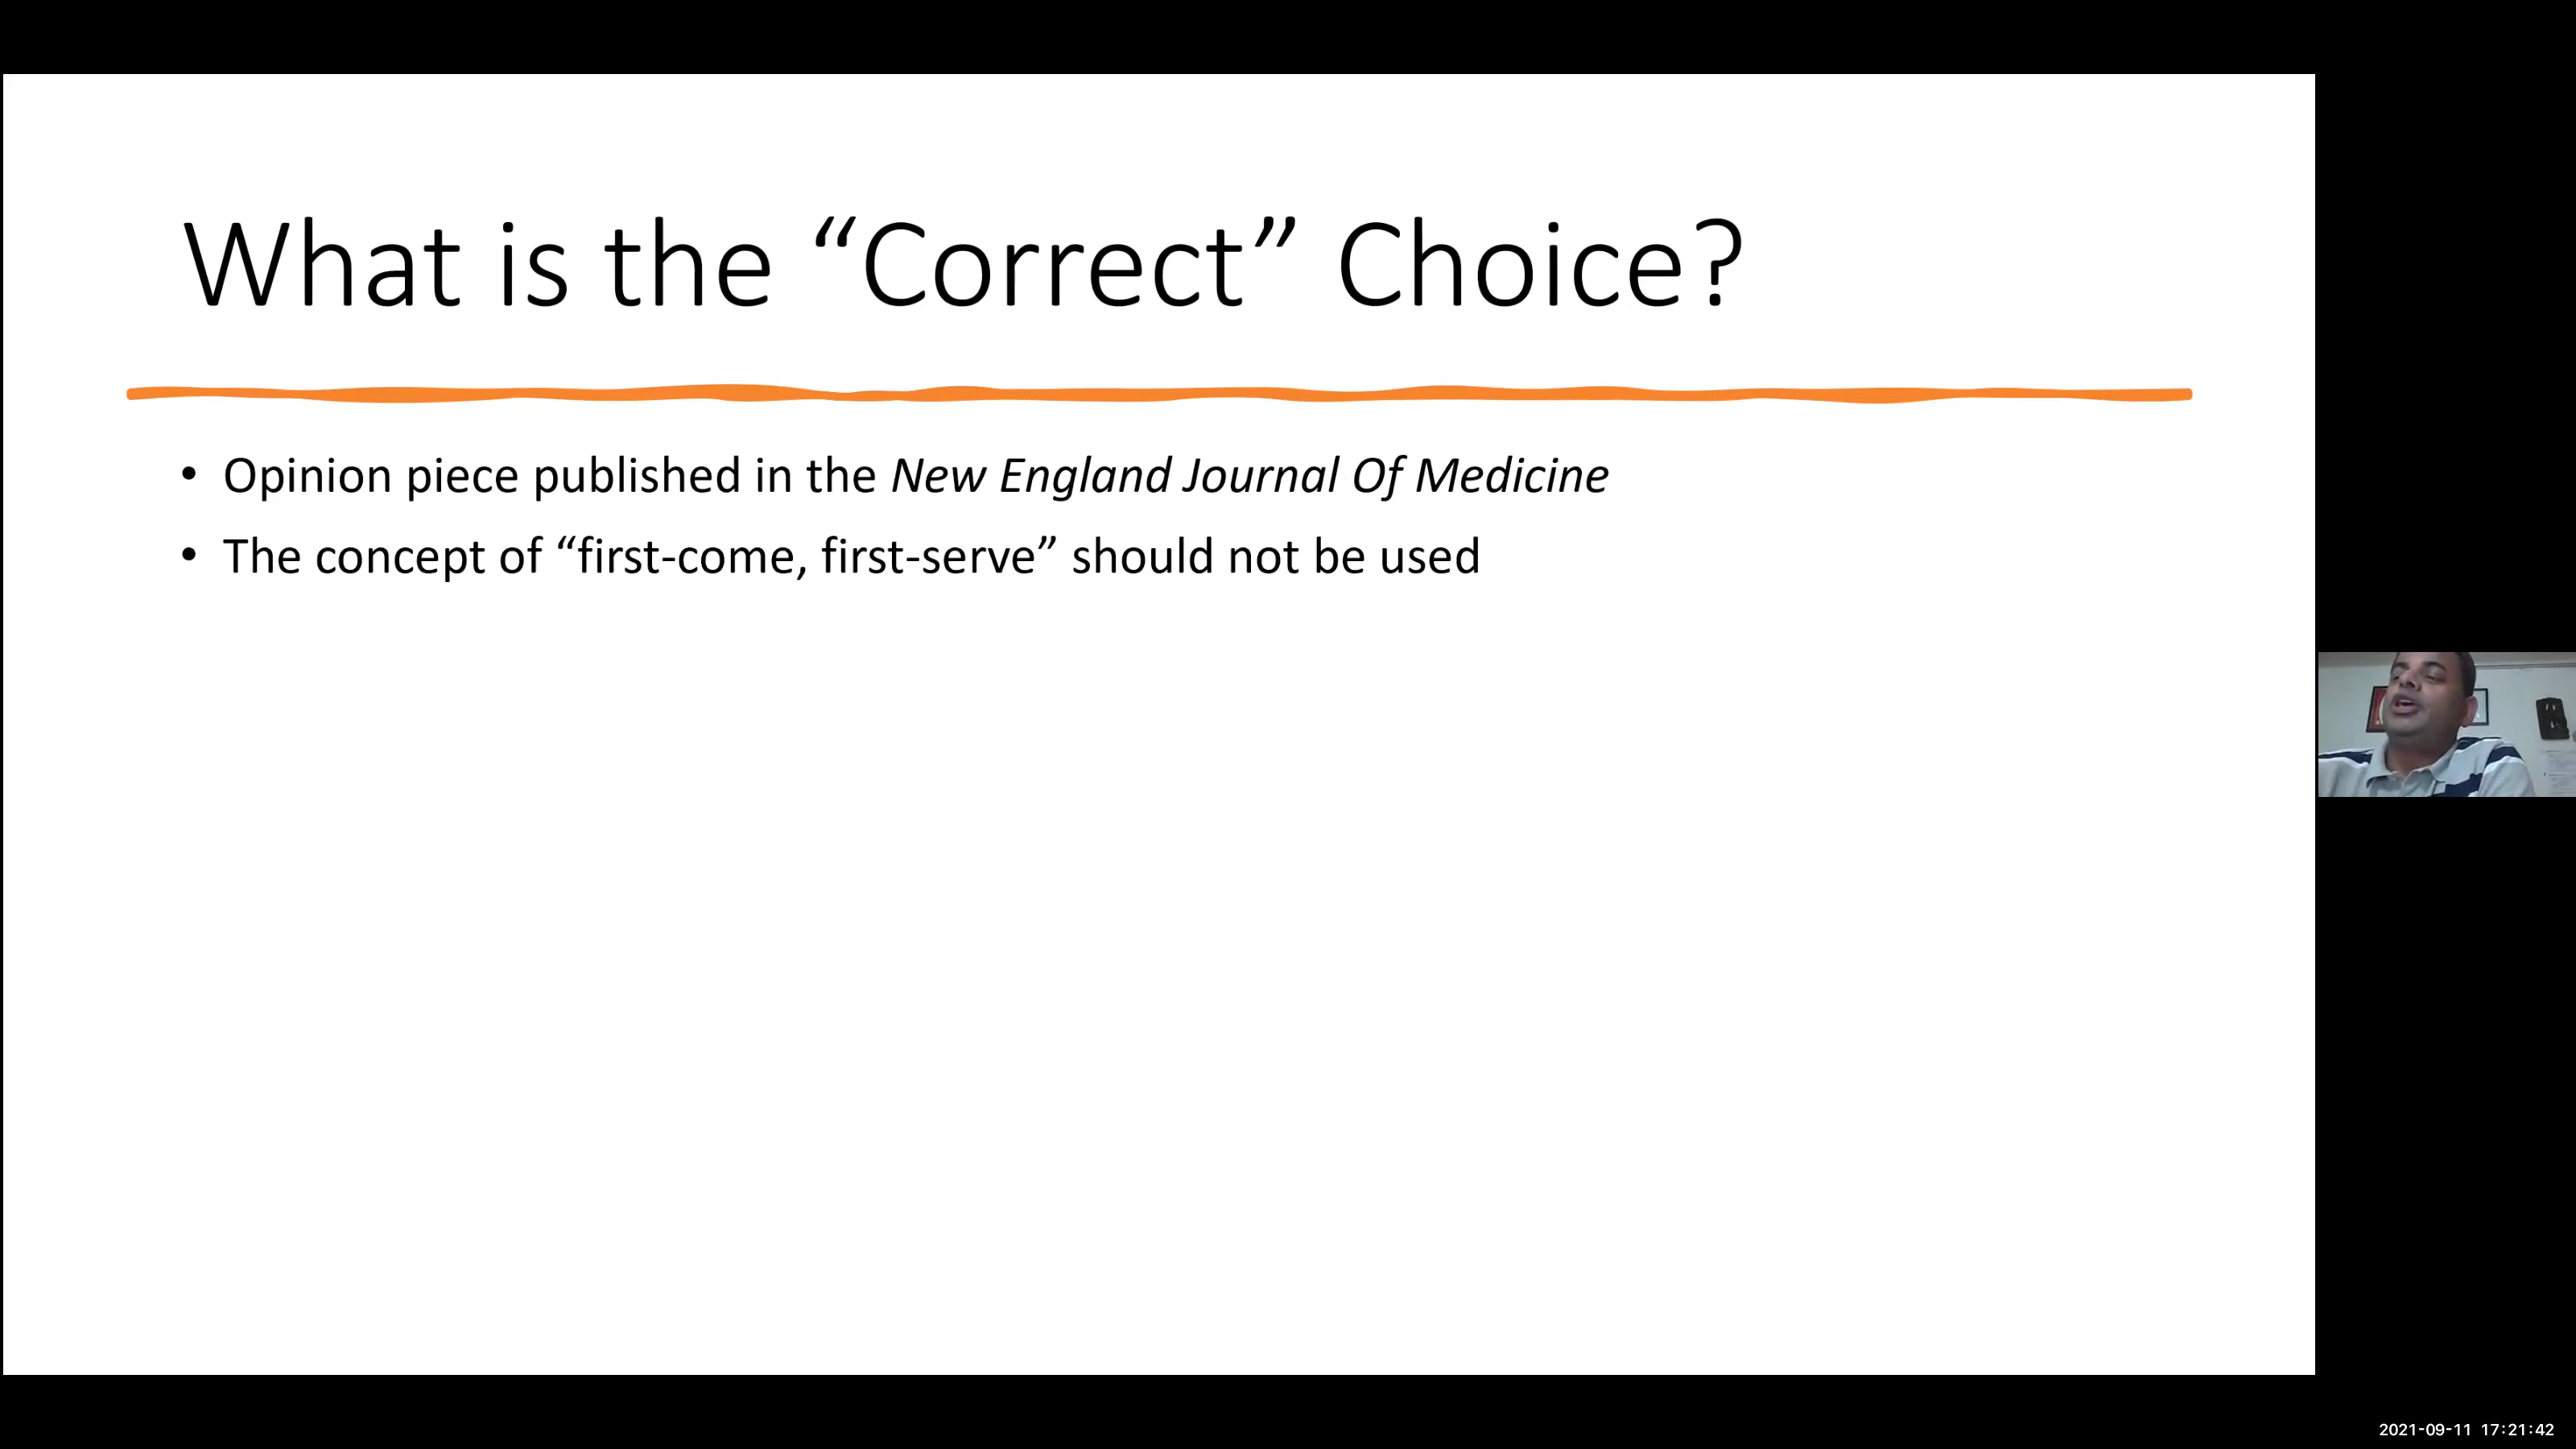 What is the “Correct” Choice?
• Opinion piece published in the New England Journal Of Medicine
• The concept of “first-come, first-serve” should not be used
2021-09-11 17:21:42